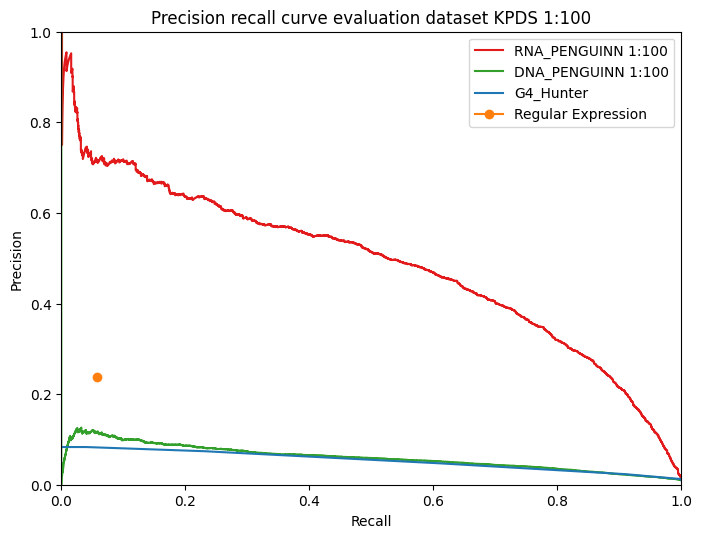 Precision recall curve evaluation dataset KPDS 1:100
RNA_PENGUINN 1:100
DNA_PENGUINN 1:100
G4_Hunter
Regular Expression
Precision
1.0
0.8
0.6
0.4
0.2
0.0
0.0 0.2 0.4 0.6 0.8 1.0
Recall